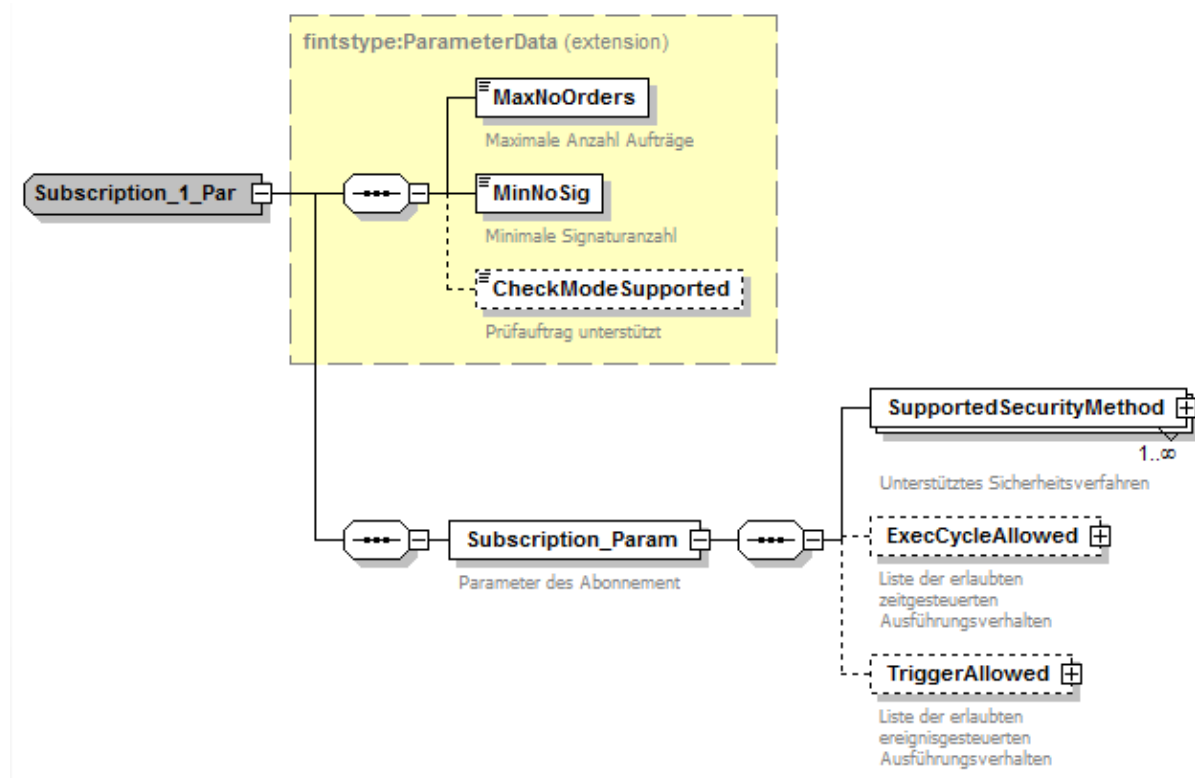 fintstype:ParameterData (extension)
MaxNoOrders
Maximale Anzahl Aufträge
Subscription_1_Par
MinNoSig
Minimale Signaturanzahl
CheckModeSupported
Prüfauftrag unterstützt
SupportedSecurityMethod
1..∞
Unterstütztes Sicherheitsverfahren
Subscription_Param
Parameter des Abonnement
ExecCycleAllowed
Liste der erlaubten
zeitgesteuerten
Ausführungsverhalten
TriggerAllowed
Liste der erlaubten
ereignisgesteuerten
Ausführungsverhalten